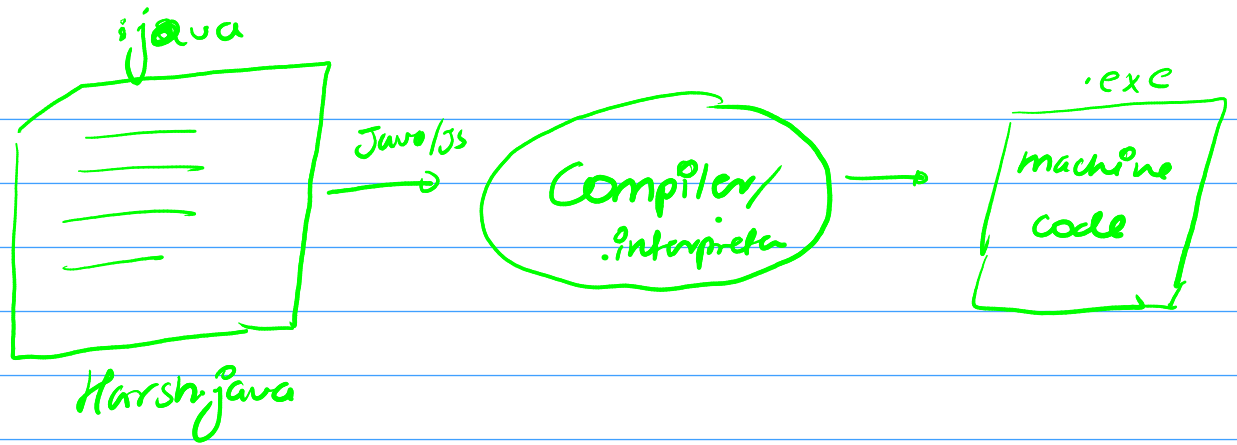 .java
Java/JS
Compiler/
interpreter
.exe
machine
code
Harsh.java